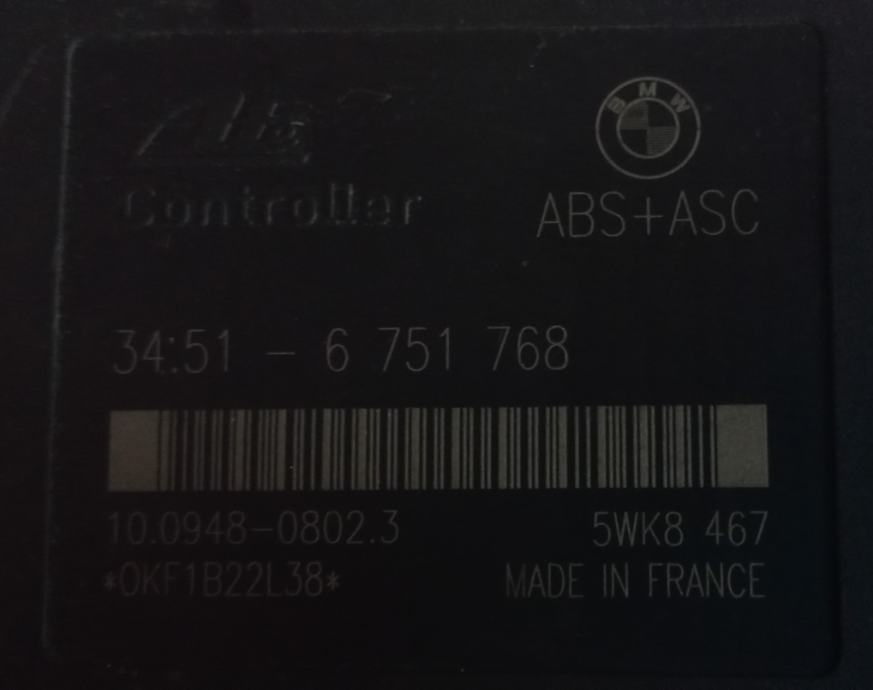 Ate
BMW
Controller
ABS+ASC
34:51 - 6 751 768
10.0948-0802.3 5WK8 467
*0KF1B22L38* MADE IN FRANCE